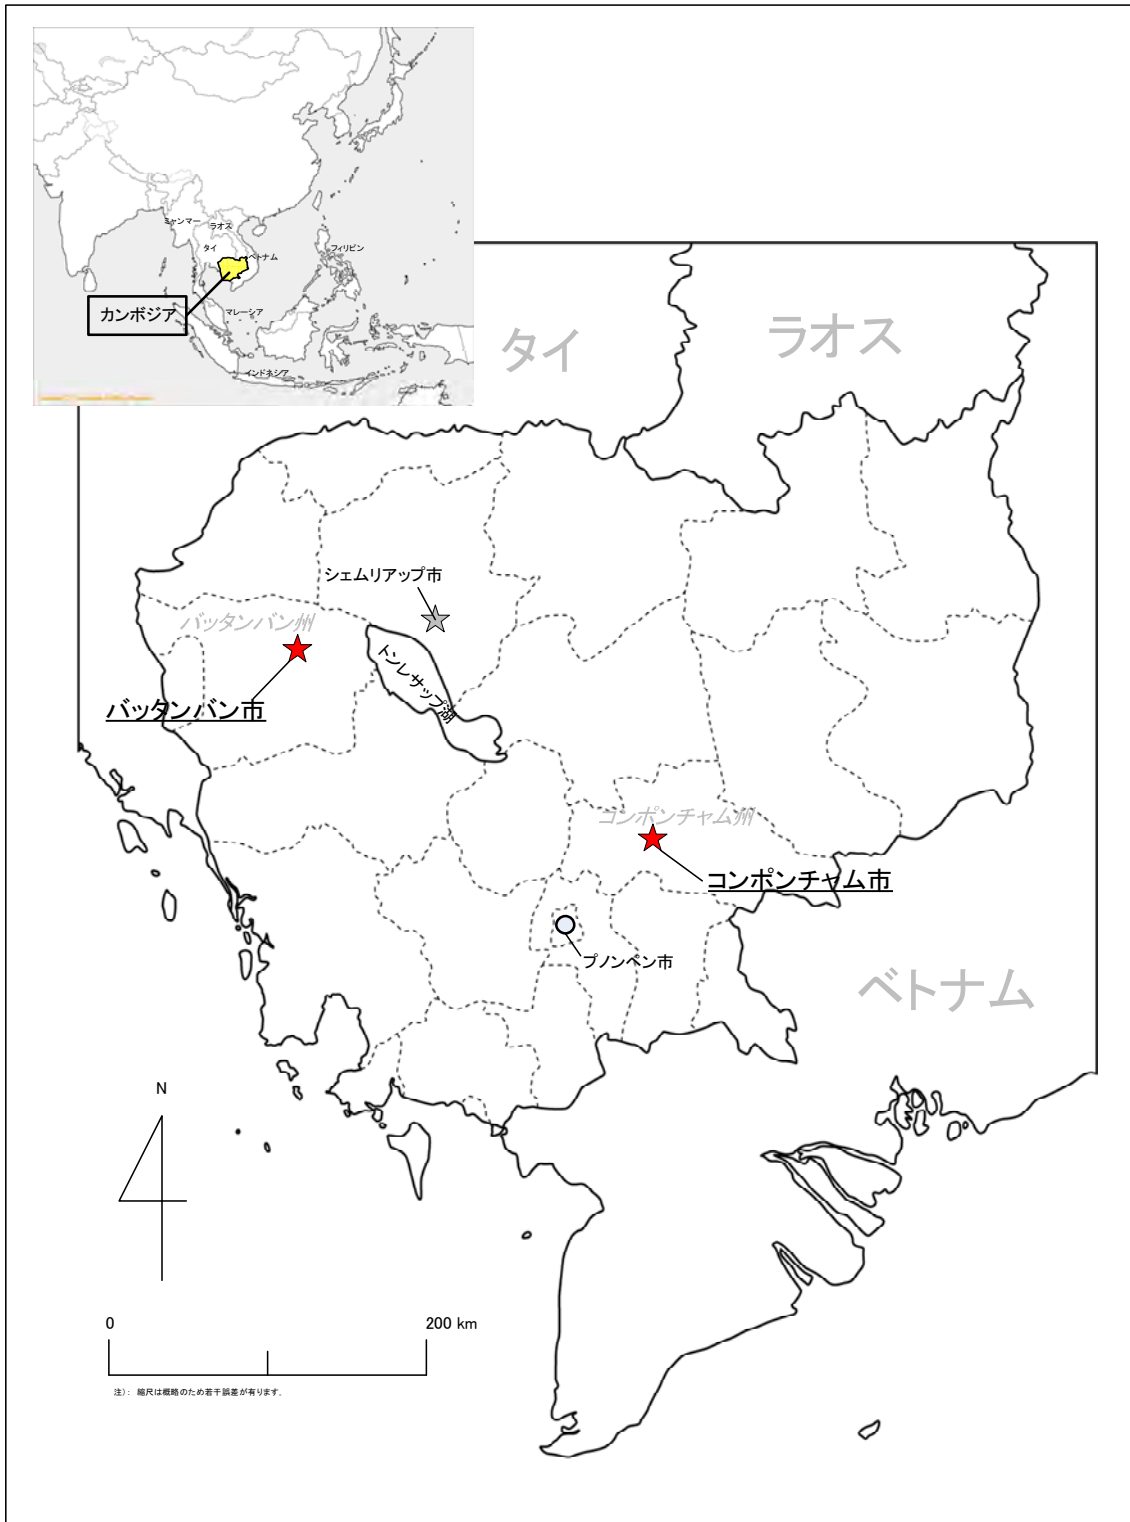 ミャンマー
ラオス
タイ
ベトナム
フィリピン
カンボジア
マレーシア
インドネシア
タイ
ラオス
シェムリアップ市
バッタンバン州
トンレサップ湖
バッタンバン市
コンポンチャム州
コンポンチャム市
プノンペン市
ベトナム
N
0
200 km
注）： 縮尺は概略のため若干誤差が有ります。